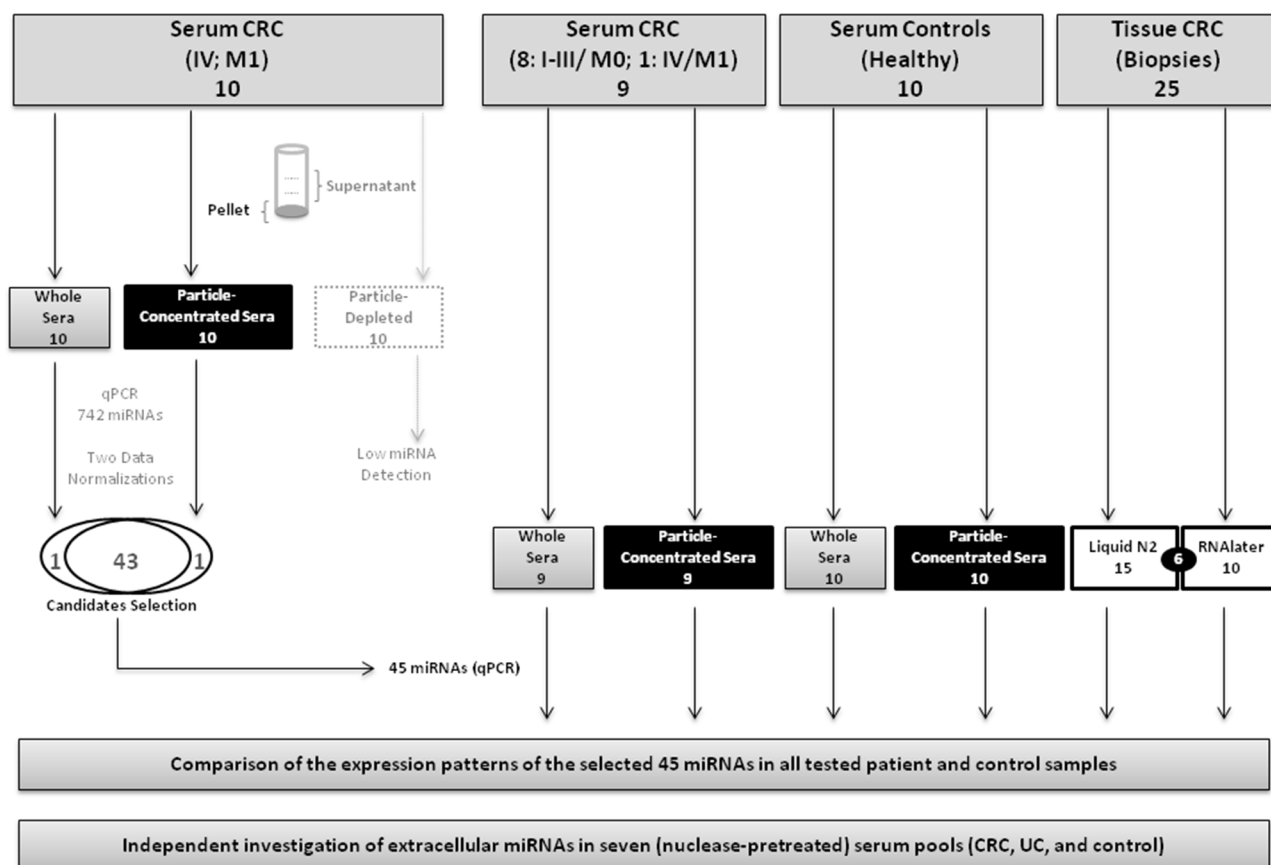 Serum CRC
(IV; M1)
10
Serum CRC
(8: I-III/ M0; 1: IV/M1)
9
Serum Controls
(Healthy)
10
Tissue CRC
(Biopsies)
25
Supernatant
Pellet
Whole
Sera
10
Particle-
Concentrated Sera
10
Particle-
Depleted
10
qPCR
742 miRNAs
Two Data
Normalizations
Low miRNA
Detection
1
43
1
Candidates Selection
45 miRNAs (qPCR)
Whole
Sera
9
Particle-
Concentrated Sera
9
Whole
Sera
10
Particle-
Concentrated Sera
10
Liquid N2
15
6
RNAlater
10
Comparison of the expression patterns of the selected 45 miRNAs in all tested patient and control samples
Independent investigation of extracellular miRNAs in seven (nuclease-pretreated) serum pools (CRC, UC, and control)